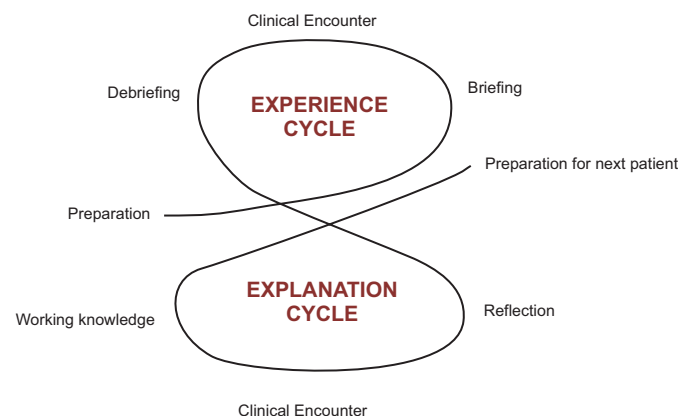 Clinical Encounter
Debriefing
Briefing
EXPERIENCE
CYCLE
Preparation for next patient
Preparation
EXPLANATION
CYCLE
Working knowledge
Reflection
Clinical Encounter